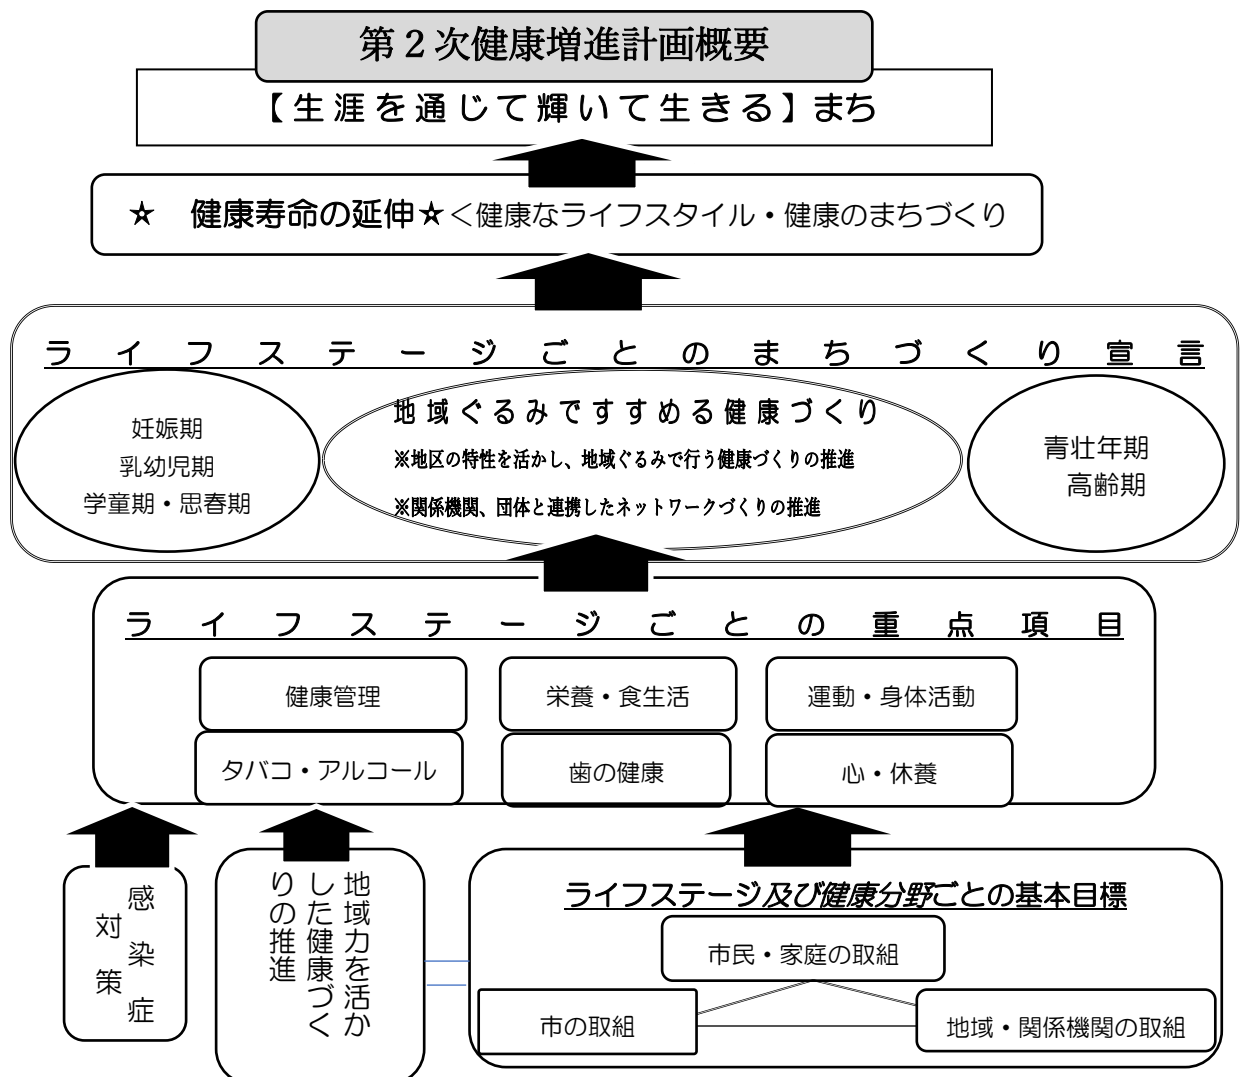 第２次健康増進計画概要
【生涯を通じて輝いて生きる】まち
☆　健康寿命の延伸☆＜健康なライフスタイル・健康のまちづくり
ライフステージごとのまちづくり宣言
妊娠期
乳幼児期
学童期・思春期
地域ぐるみですすめる健康づくり
※地区の特性を活かし、地域ぐるみで行う健康づくりの推進
※関係機関、団体と連携したネットワークづくりの推進
青壮年期
高齢期
ライフステージごとの重点項目
健康管理
栄養・食生活
運動・身体活動
タバコ・アルコール
歯の健康
心・休養
感染症
対策
地域力を活か
した健康づく
りの推進
ライフステージ及び健康分野ごとの基本目標
市民・家庭の取組
市の取組
地域・関係機関の取組